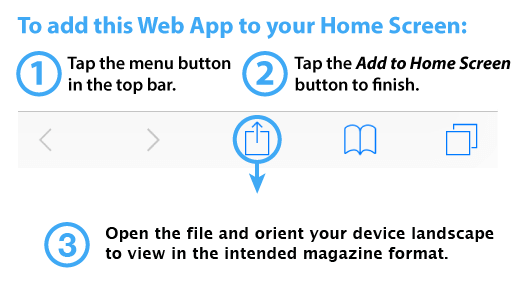 To add this Web App to your Home Screen:
1 Tap the menu button
in the top bar.
2 Tap the Add to Home Screen
button to finish.
3 Open the file and orient your device landscape
to view in the intended magazine format.